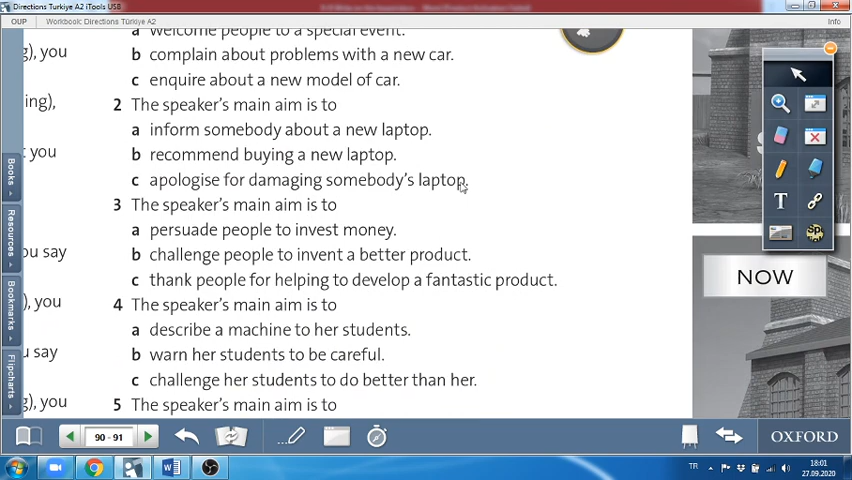 Directions Turkiye A2 iTools USB
OUP
Workbook: Directions Türkiye A2
Info
a welcome people to a special event.
b complain about problems with a new car.
c enquire about a new model of car.
2 The speaker's main aim is to
a inform somebody about a new laptop.
b recommend buying a new laptop.
c apologise for damaging somebody's laptop.
3 The speaker's main aim is to
a persuade people to invest money.
b challenge people to invent a better product.
c thank people for helping to develop a fantastic product.
4 The speaker's main aim is to
a describe a machine to her students.
b warn her students to be careful.
c challenge her students to do better than her.
5 The speaker's main aim is to
), you
ing),
you
ou say
), you
u say
), you
Books
Resources
Bookmarks
Flipcharts
T
sp
NOW
90 - 91
OXFORD
W
TR
18:01
27.09.2020